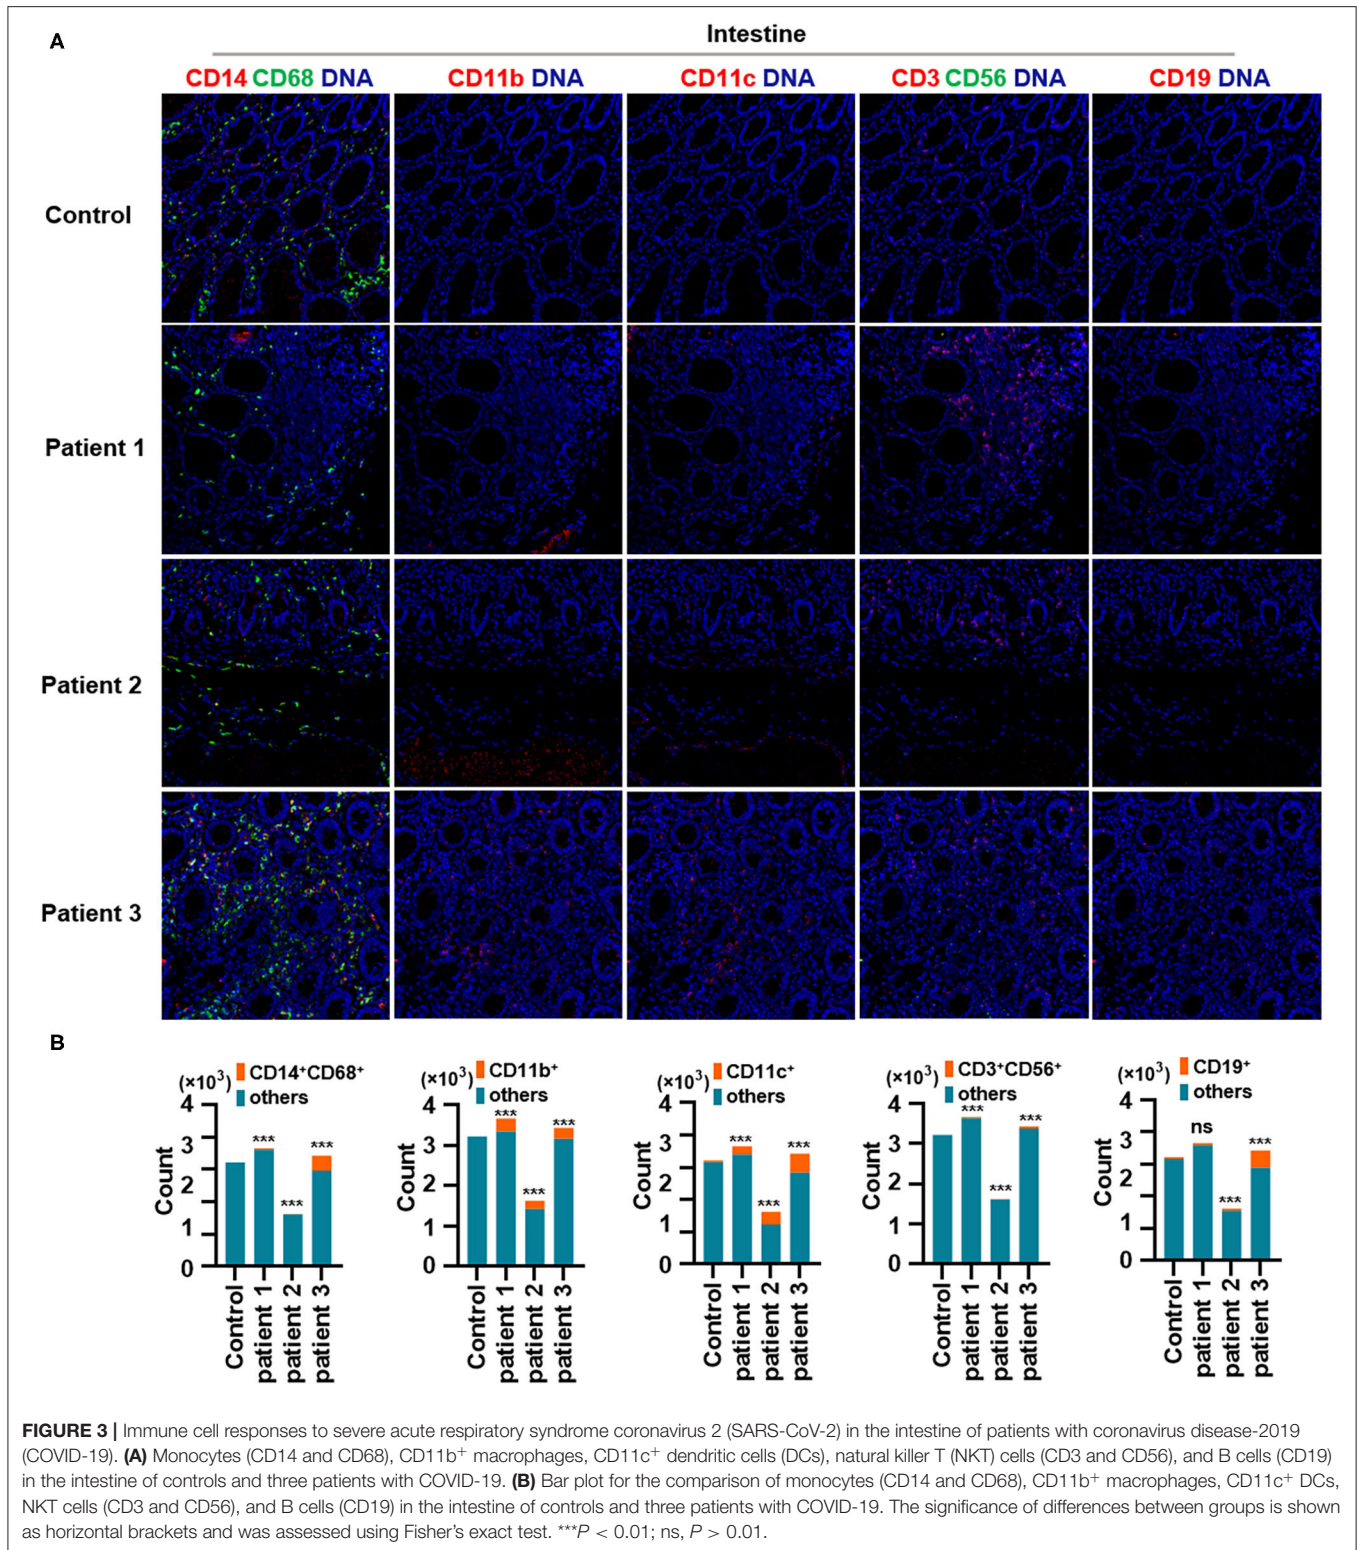 A
Intestine
CD14 CD68 DNA CD11b DNA CD11c DNA CD3 CD56 DNA CD19 DNA
Control
Patient 1
Patient 2
Patient 3
B
(×10³) CD14⁺CD68⁺ others
4
3
2
1
0
Count
*** *** ***
Control patient 1 patient 2 patient 3
(×10³) CD11b⁺ others
4
3
2
1
0
Count
*** *** ***
Control patient 1 patient 2 patient 3
(×10³) CD11c⁺ others
4
3
2
1
0
Count
*** *** ***
Control patient 1 patient 2 patient 3
(×10³) CD3⁺CD56⁺ others
4
3
2
1
0
Count
*** *** ***
Control patient 1 patient 2 patient 3
(×10³) CD19⁺ others
4
3
2
1
0
Count
ns *** ***
Control patient 1 patient 2 patient 3
FIGURE 3 | Immune cell responses to severe acute respiratory syndrome coronavirus 2 (SARS-CoV-2) in the intestine of patients with coronavirus disease-2019
(COVID-19). (A) Monocytes (CD14 and CD68), CD11b⁺ macrophages, CD11c⁺ dendritic cells (DCs), natural killer T (NKT) cells (CD3 and CD56), and B cells (CD19)
in the intestine of controls and three patients with COVID-19. (B) Bar plot for the comparison of monocytes (CD14 and CD68), CD11b⁺ macrophages, CD11c⁺ DCs,
NKT cells (CD3 and CD56), and B cells (CD19) in the intestine of controls and three patients with COVID-19. The significance of differences between groups is shown
as horizontal brackets and was assessed using Fisher's exact test. ***P < 0.01; ns, P > 0.01.